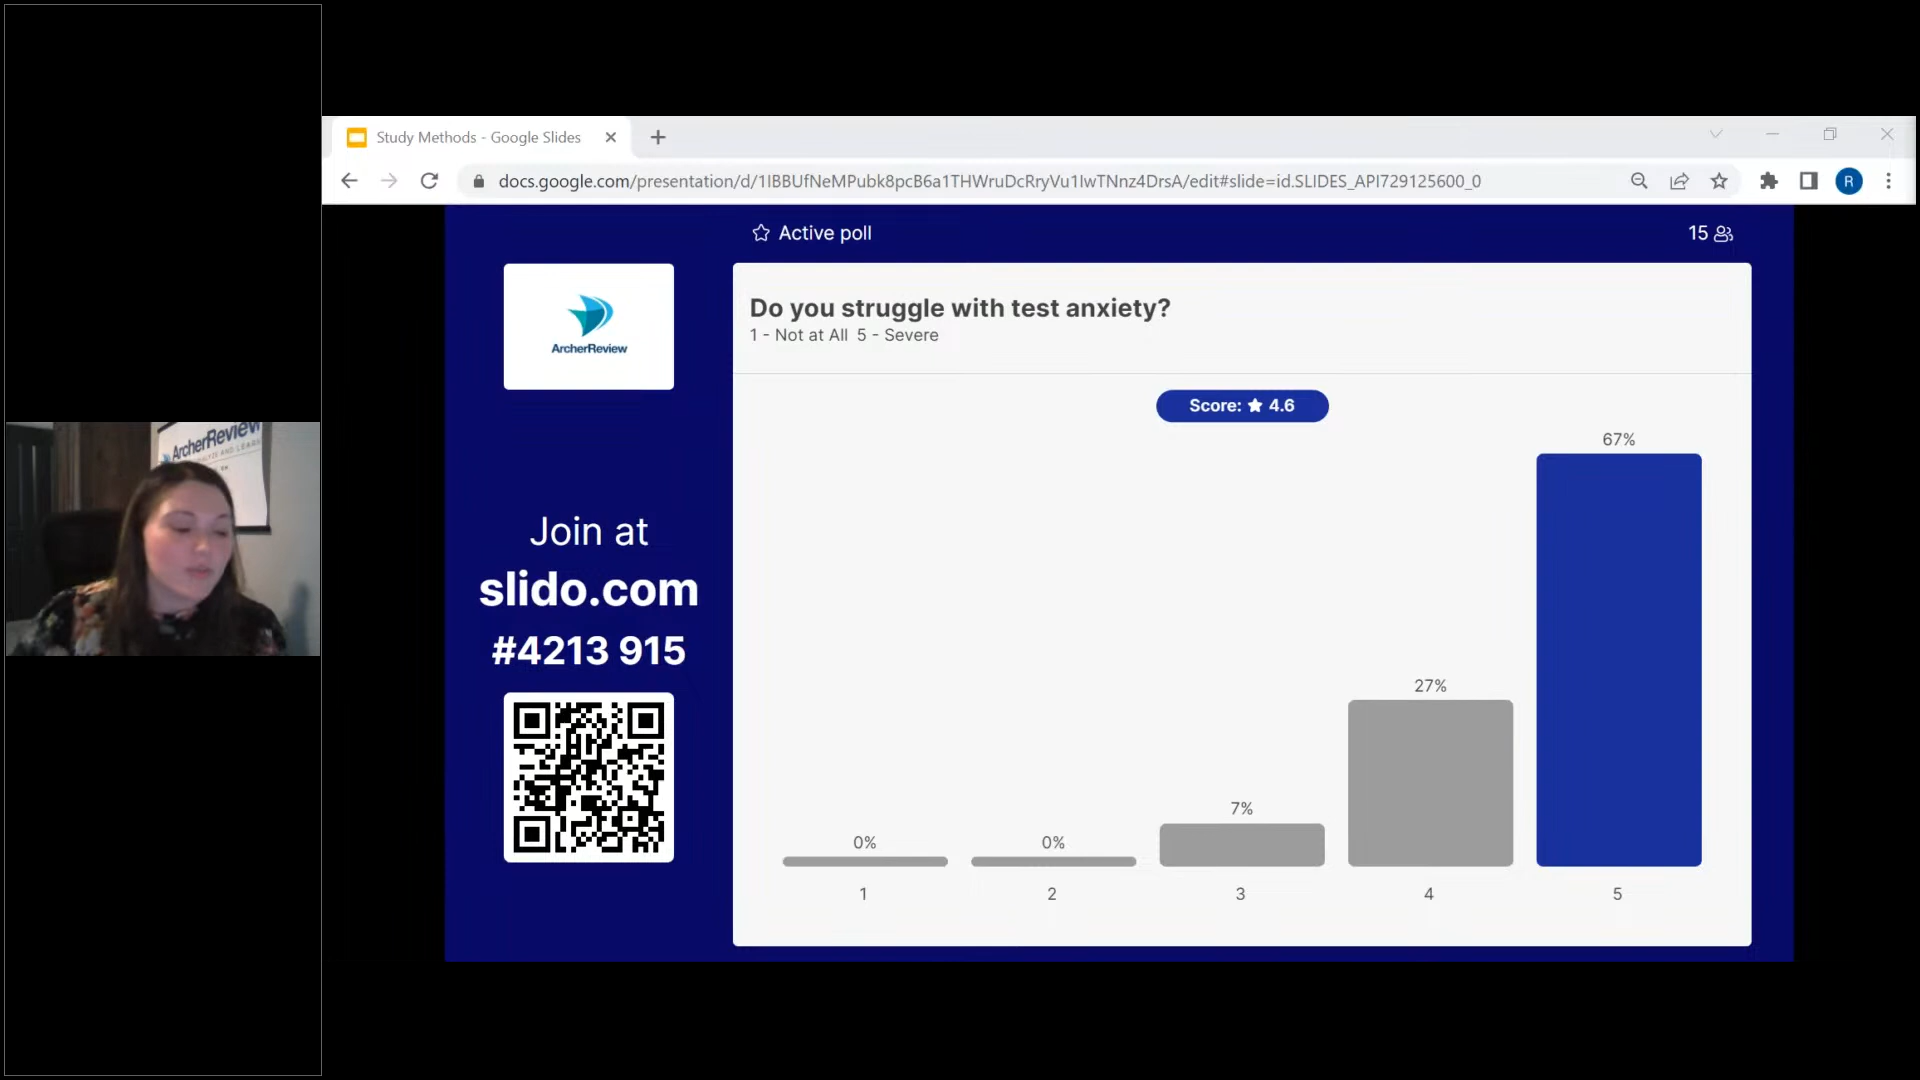 Study Methods - Google Slides
docs.google.com/presentation/d/1IBBUfNeMPubk8pcB6a1THWruDcRryVu1IwTNnz4DrsA/edit#slide=id.SLIDES_API729125600_0
R
Active poll
15
ArcherReview
Do you struggle with test anxiety?
1 - Not at All 5 - Severe
Score: 4.6
67%
27%
7%
0%
0%
1
2
3
4
5
Join at
slido.com
#4213 915
ArcherReview